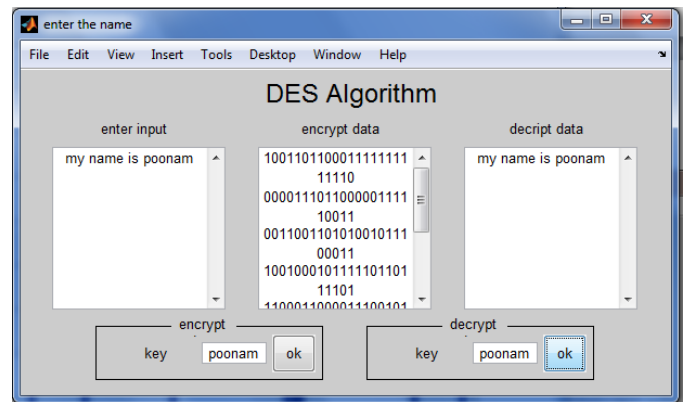 enter the name
File Edit View Insert Tools Desktop Window Help
DES Algorithm
enter input
my name is poonam
encrypt data
1001101100011111111
11110
0000111011000001111
10011
0011001101010010111
00011
1001000101111101101
11101
1100011000011100101
decript data
my name is poonam
encrypt
key poonam ok
decrypt
key poonam ok